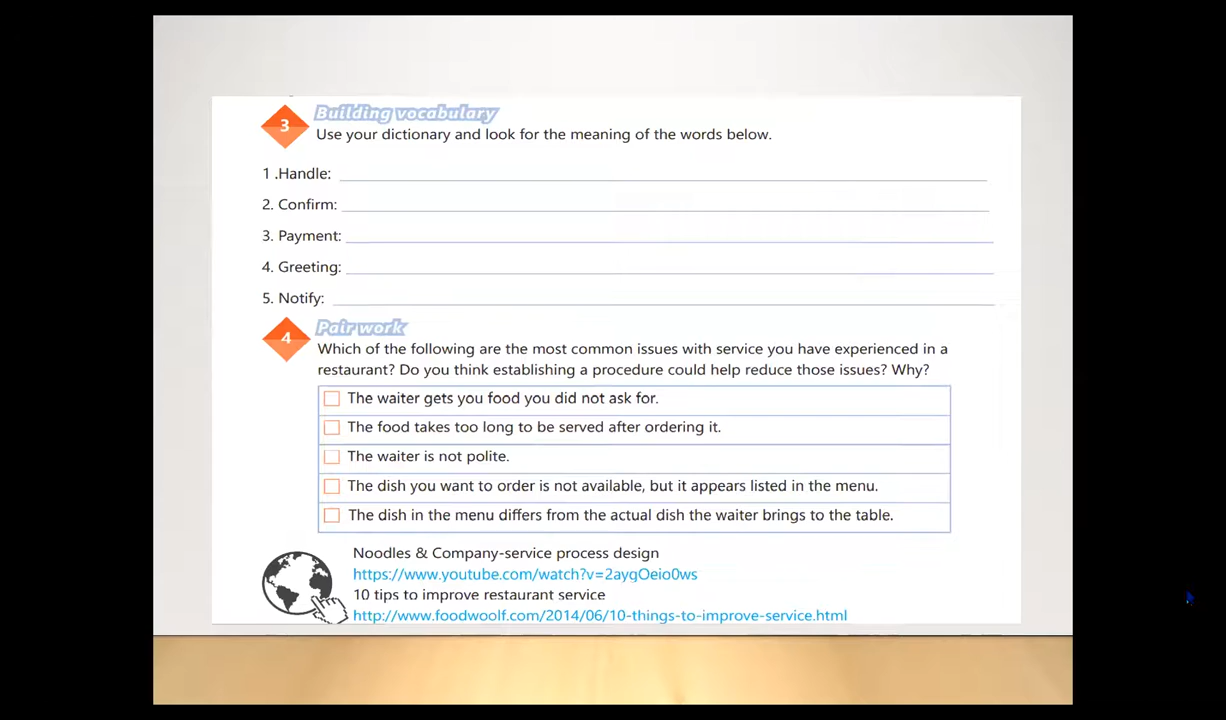 3
Building vocabulary
Use your dictionary and look for the meaning of the words below.
1 .Handle:
2. Confirm:
3. Payment:
4. Greeting:
5. Notify:
4
Pair work
Which of the following are the most common issues with service you have experienced in a
restaurant? Do you think establishing a procedure could help reduce those issues? Why?
The waiter gets you food you did not ask for.
The food takes too long to be served after ordering it.
The waiter is not polite.
The dish you want to order is not available, but it appears listed in the menu.
The dish in the menu differs from the actual dish the waiter brings to the table.
Noodles & Company-service process design
https://www.youtube.com/watch?v=2aygOeio0ws
10 tips to improve restaurant service
http://www.foodwoolf.com/2014/06/10-things-to-improve-service.html